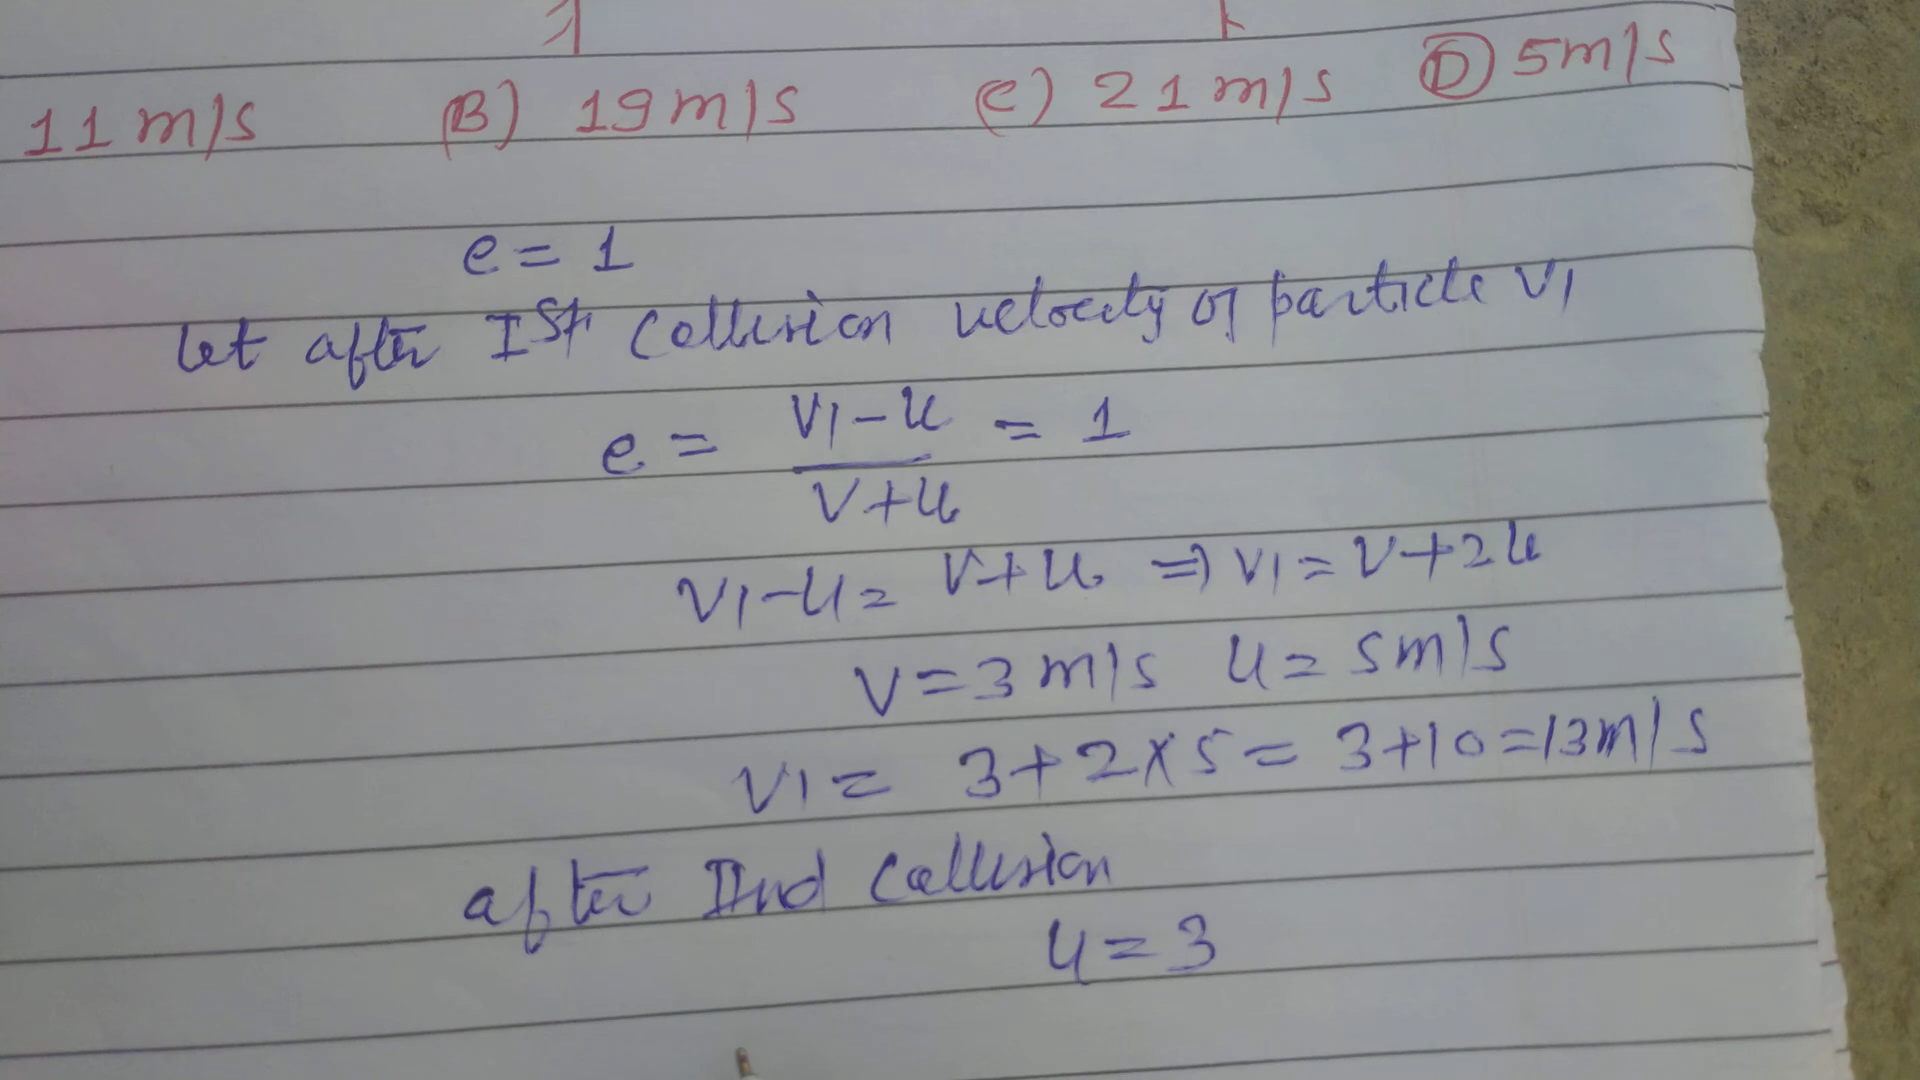 11 m/s (B) 19 m/s (C) 21 m/s (D) 5 m/s
e = 1
let after Ist collision velocity of particle V1
e = V1-u / V+u = 1
V1-u = V+u ⇒ V1 = V+2u
V = 3 m/s u = 5 m/s
V1 = 3+2×5 = 3+10 = 13 m/s
after IInd collision
u = 3